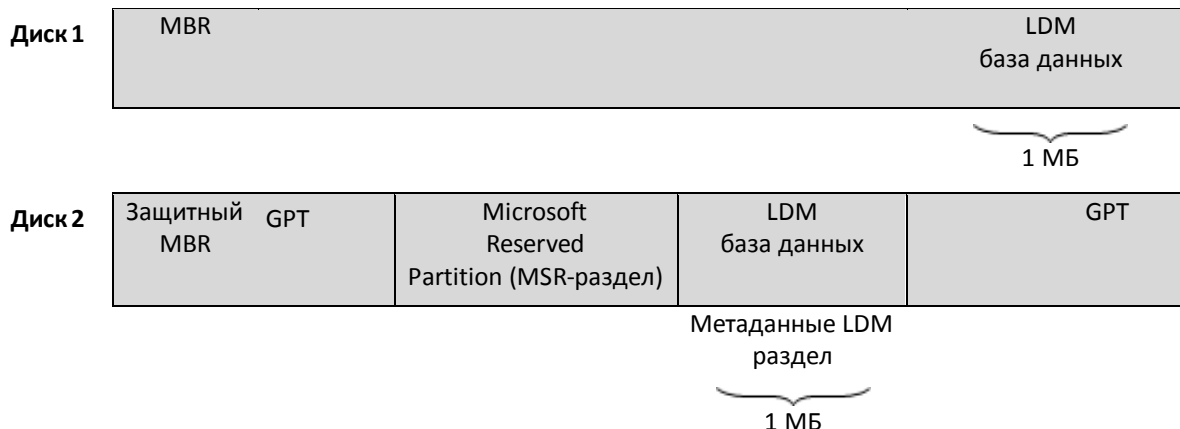 Диск 1
MBR
LDM
база данных
1 МБ
Диск 2
Защитный
MBR
GPT
Microsoft
Reserved
Partition (MSR-раздел)
LDM
база данных
GPT
Метаданные LDM
раздел
1 МБ